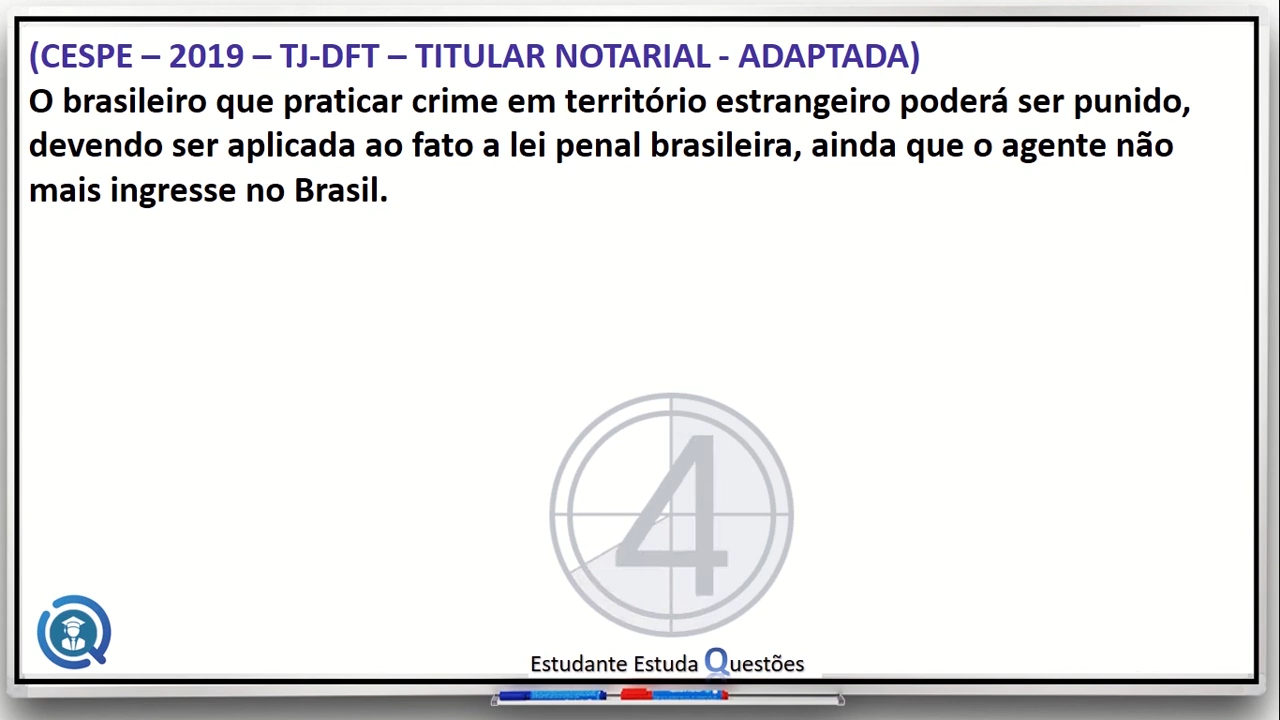 (CESPE – 2019 – TJ-DFT – TITULAR NOTARIAL - ADAPTADA)
O brasileiro que praticar crime em território estrangeiro poderá ser punido,
devendo ser aplicada ao fato a lei penal brasileira, ainda que o agente não
mais ingresse no Brasil.
4
Estudante Estuda Questões